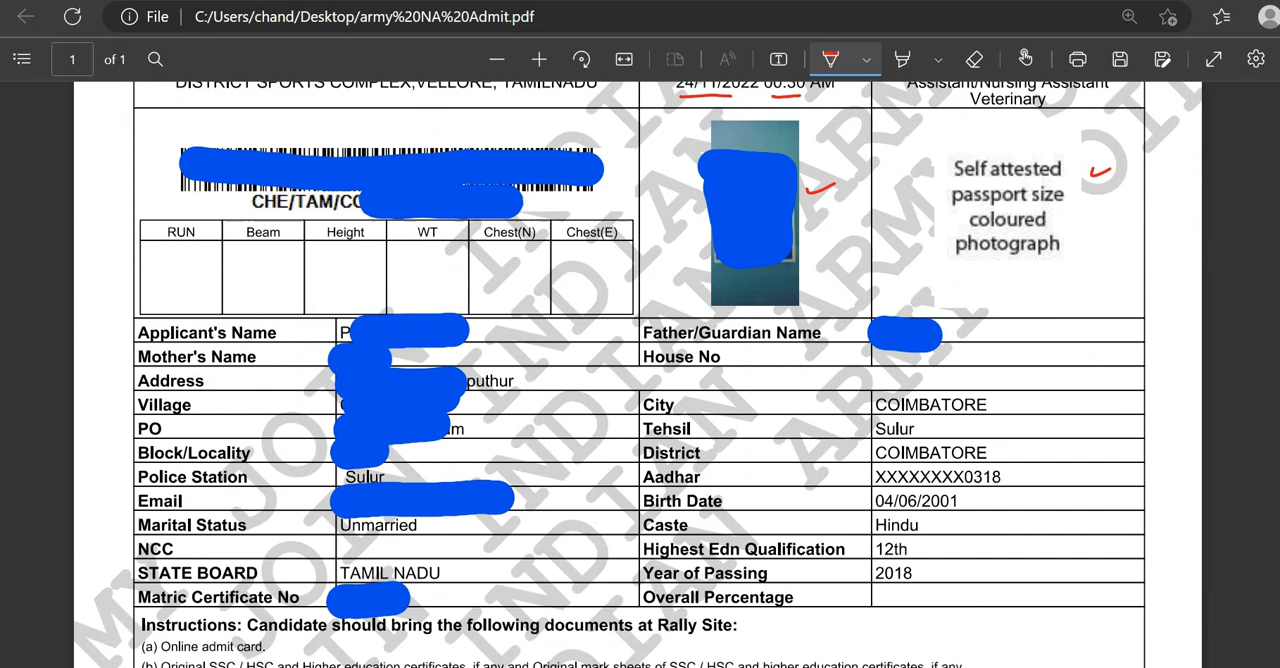 File C:/Users/chand/Desktop/army%20NA%20Admit.pdf
1 of 1
DISTRICT SPORTS COMPLEX,VELLORE, TAMILNADU 24/11/2022 00:30 AM Assistant/Nursing Assistant
Veterinary
CHE/TAM/CO
Self attested
passport size
coloured
photograph
RUN Beam Height WT Chest(N) Chest(E)
Applicant's Name P Father/Guardian Name
Mother's Name House No
Address puthur
Village City COIMBATORE
PO Tehsil Sulur
Block/Locality District COIMBATORE
Police Station Sulur Aadhar XXXXXXXX0318
Email Birth Date 04/06/2001
Marital Status Unmarried Caste Hindu
NCC Highest Edn Qualification 12th
STATE BOARD TAMIL NADU Year of Passing 2018
Matric Certificate No Overall Percentage
Instructions: Candidate should bring the following documents at Rally Site:
(a) Online admit card.
(b) Original SSC / HSC and Higher education certificates, if any and Original mark sheets of SSC / HSC and higher education certificates, if any
JOIN INDIAN ARMY
JOIN INDIAN ARMY